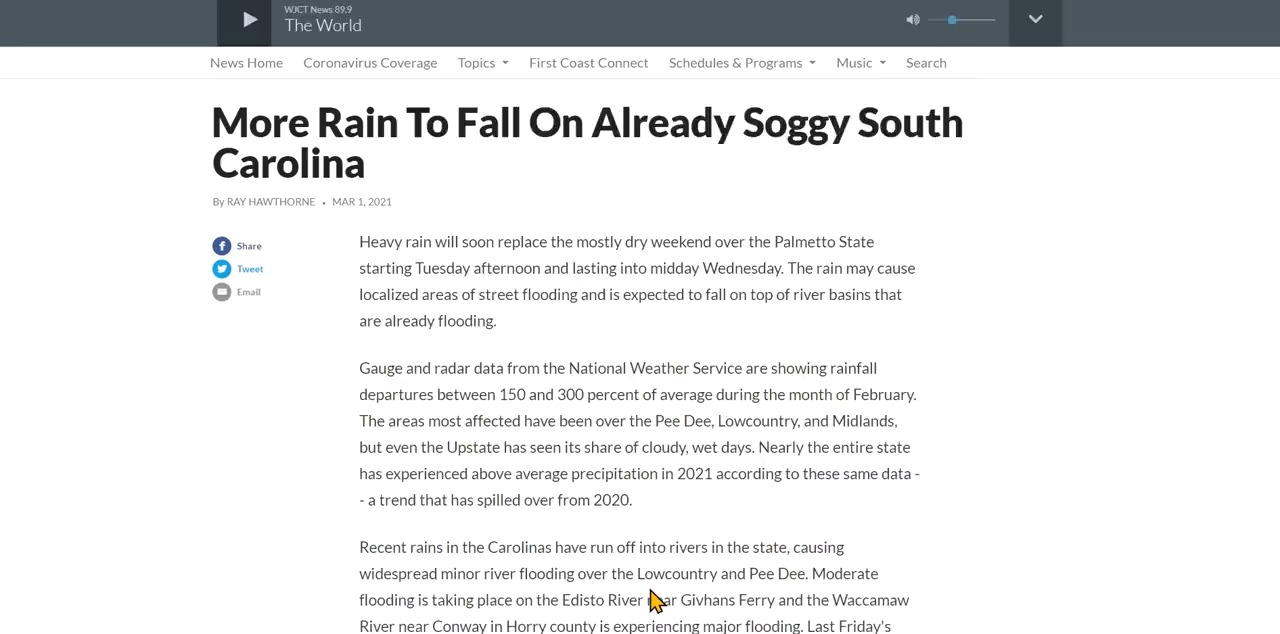 WJCT News 89.9
The World
News Home Coronavirus Coverage Topics First Coast Connect Schedules & Programs Music Search
More Rain To Fall On Already Soggy South
Carolina
By RAY HAWTHORNE • MAR 1, 2021
Share
Tweet
Email
Heavy rain will soon replace the mostly dry weekend over the Palmetto State
starting Tuesday afternoon and lasting into midday Wednesday. The rain may cause
localized areas of street flooding and is expected to fall on top of river basins that
are already flooding.
Gauge and radar data from the National Weather Service are showing rainfall
departures between 150 and 300 percent of average during the month of February.
The areas most affected have been over the Pee Dee, Lowcountry, and Midlands,
but even the Upstate has seen its share of cloudy, wet days. Nearly the entire state
has experienced above average precipitation in 2021 according to these same data -
- a trend that has spilled over from 2020.
Recent rains in the Carolinas have run off into rivers in the state, causing
widespread minor river flooding over the Lowcountry and Pee Dee. Moderate
flooding is taking place on the Edisto River near Givhans Ferry and the Waccamaw
River near Conway in Horry county is experiencing major flooding. Last Friday's